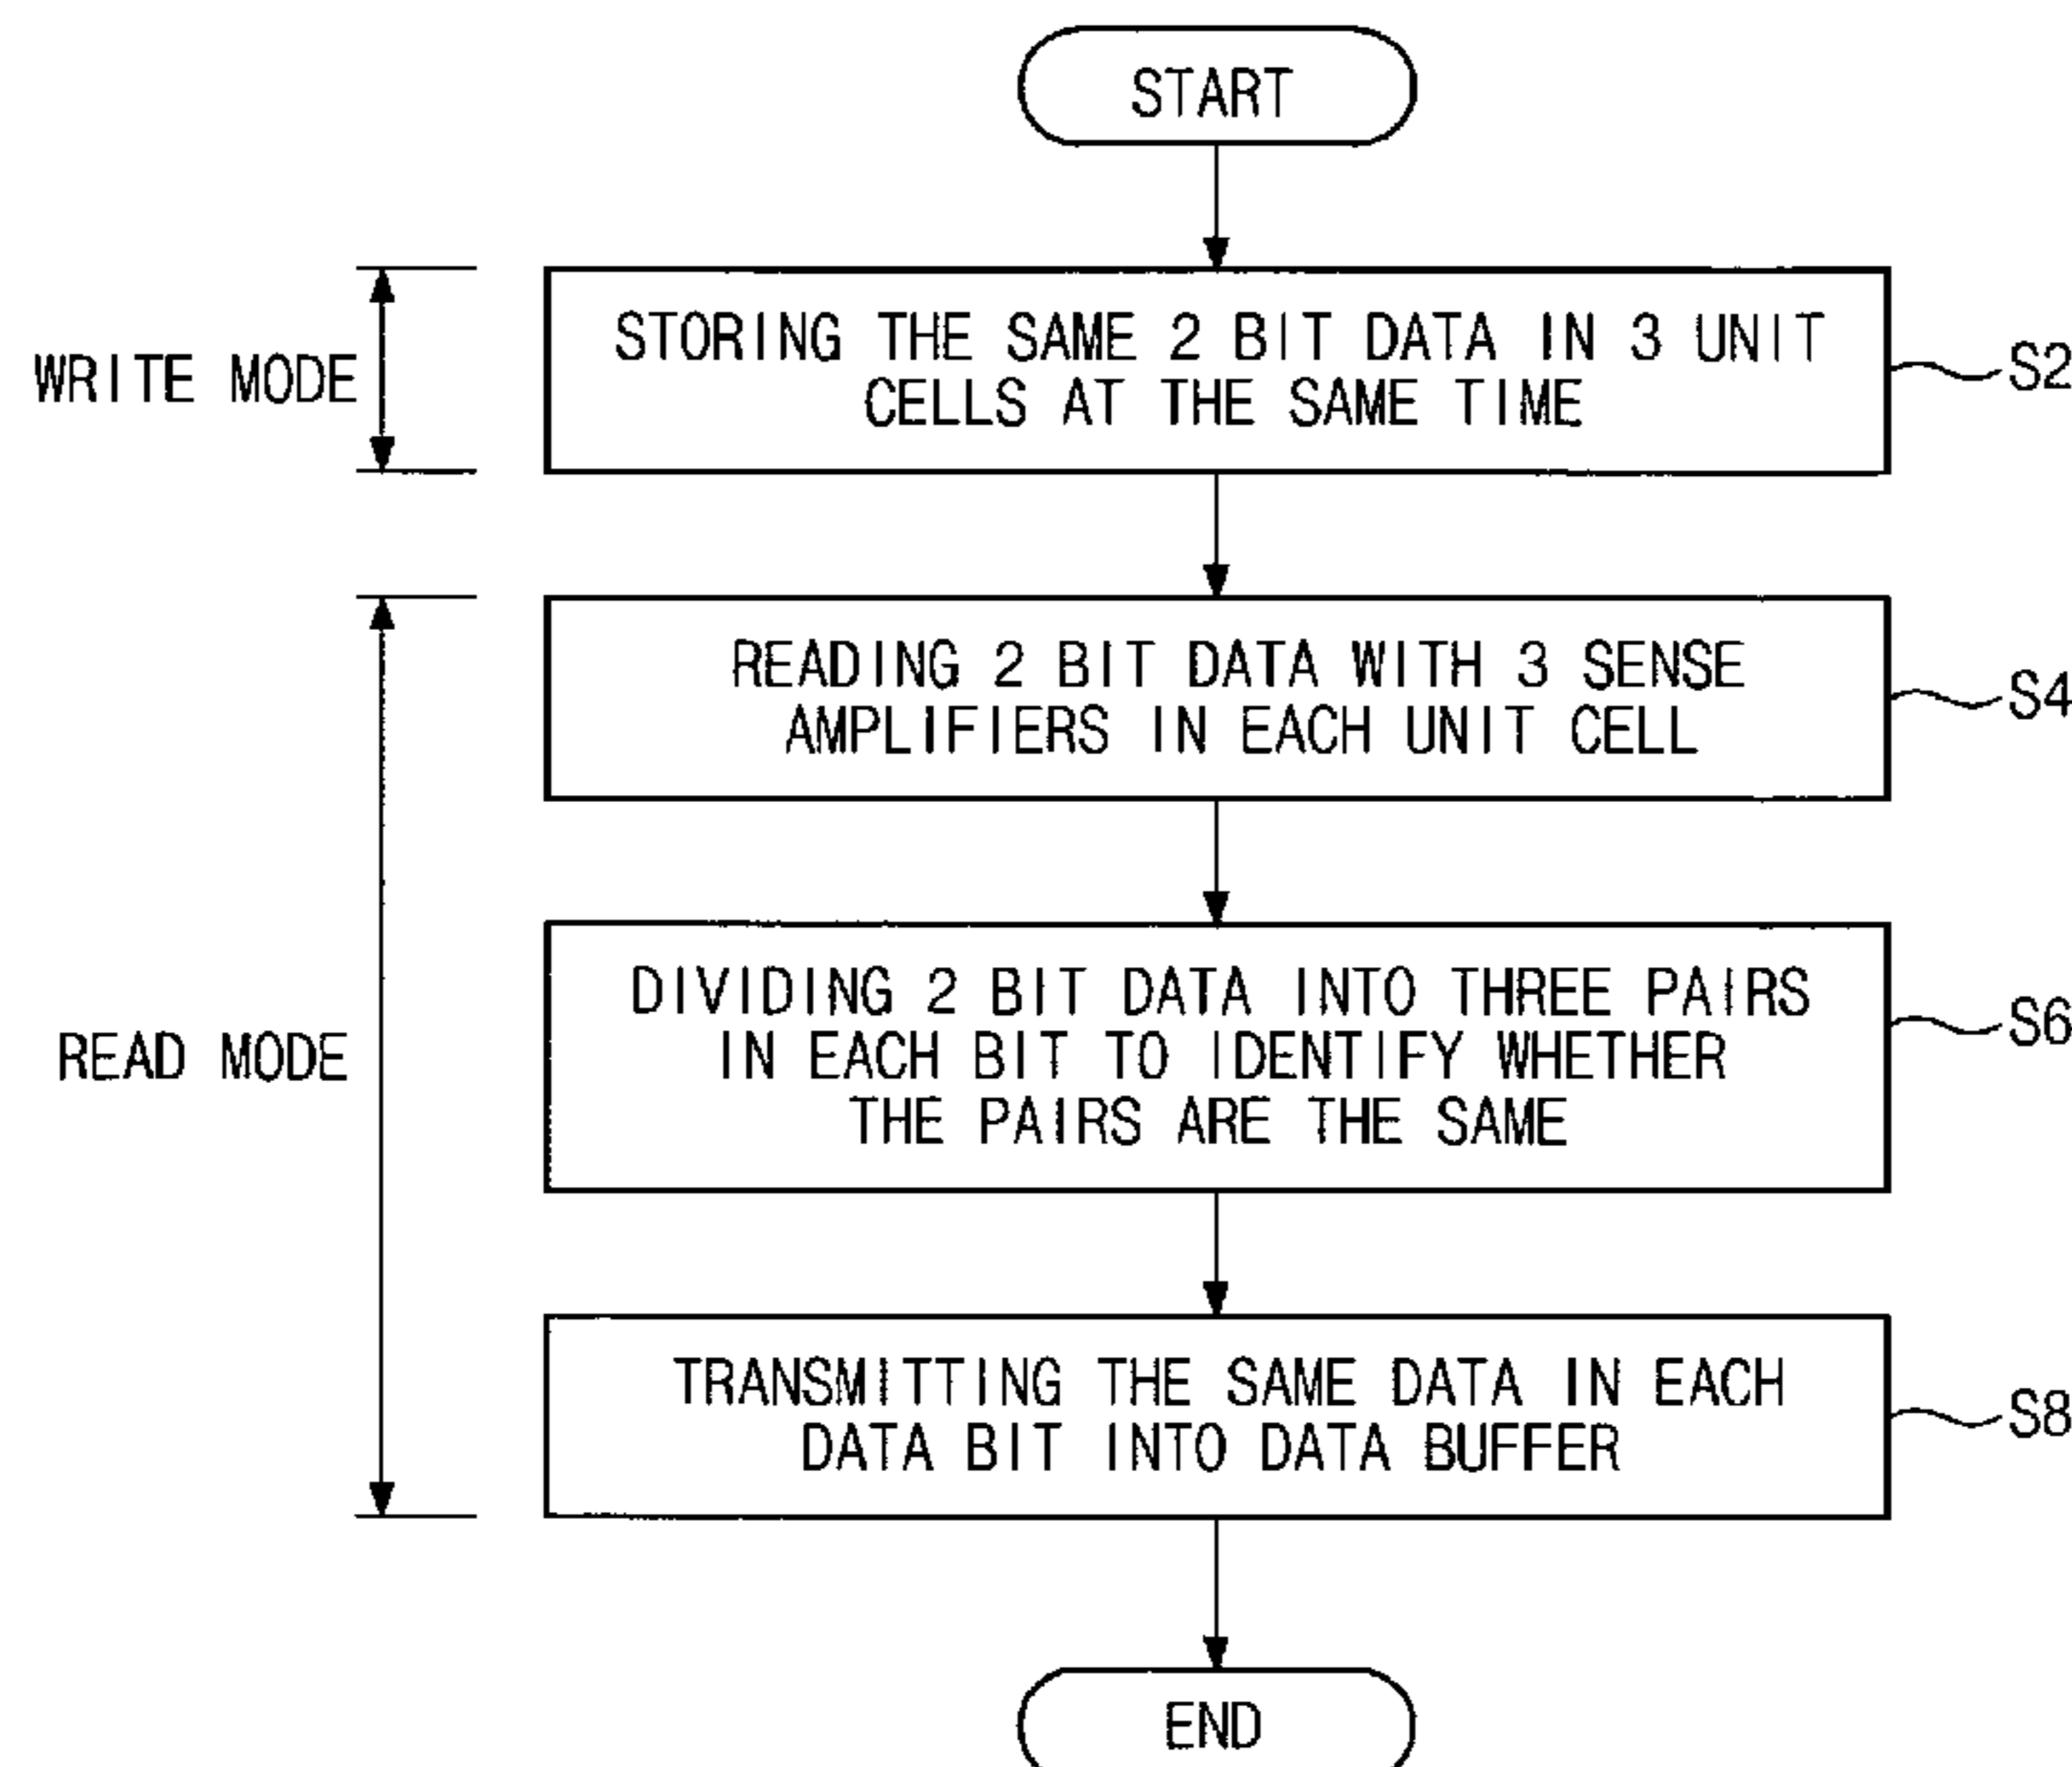 START
WRITE MODE
STORING THE SAME 2 BIT DATA IN 3 UNIT
CELLS AT THE SAME TIME
S2
READ MODE
READING 2 BIT DATA WITH 3 SENSE
AMPLIFIERS IN EACH UNIT CELL
S4
DIVIDING 2 BIT DATA INTO THREE PAIRS
IN EACH BIT TO IDENTIFY WHETHER
THE PAIRS ARE THE SAME
S6
TRANSMITTING THE SAME DATA IN EACH
DATA BIT INTO DATA BUFFER
S8
END